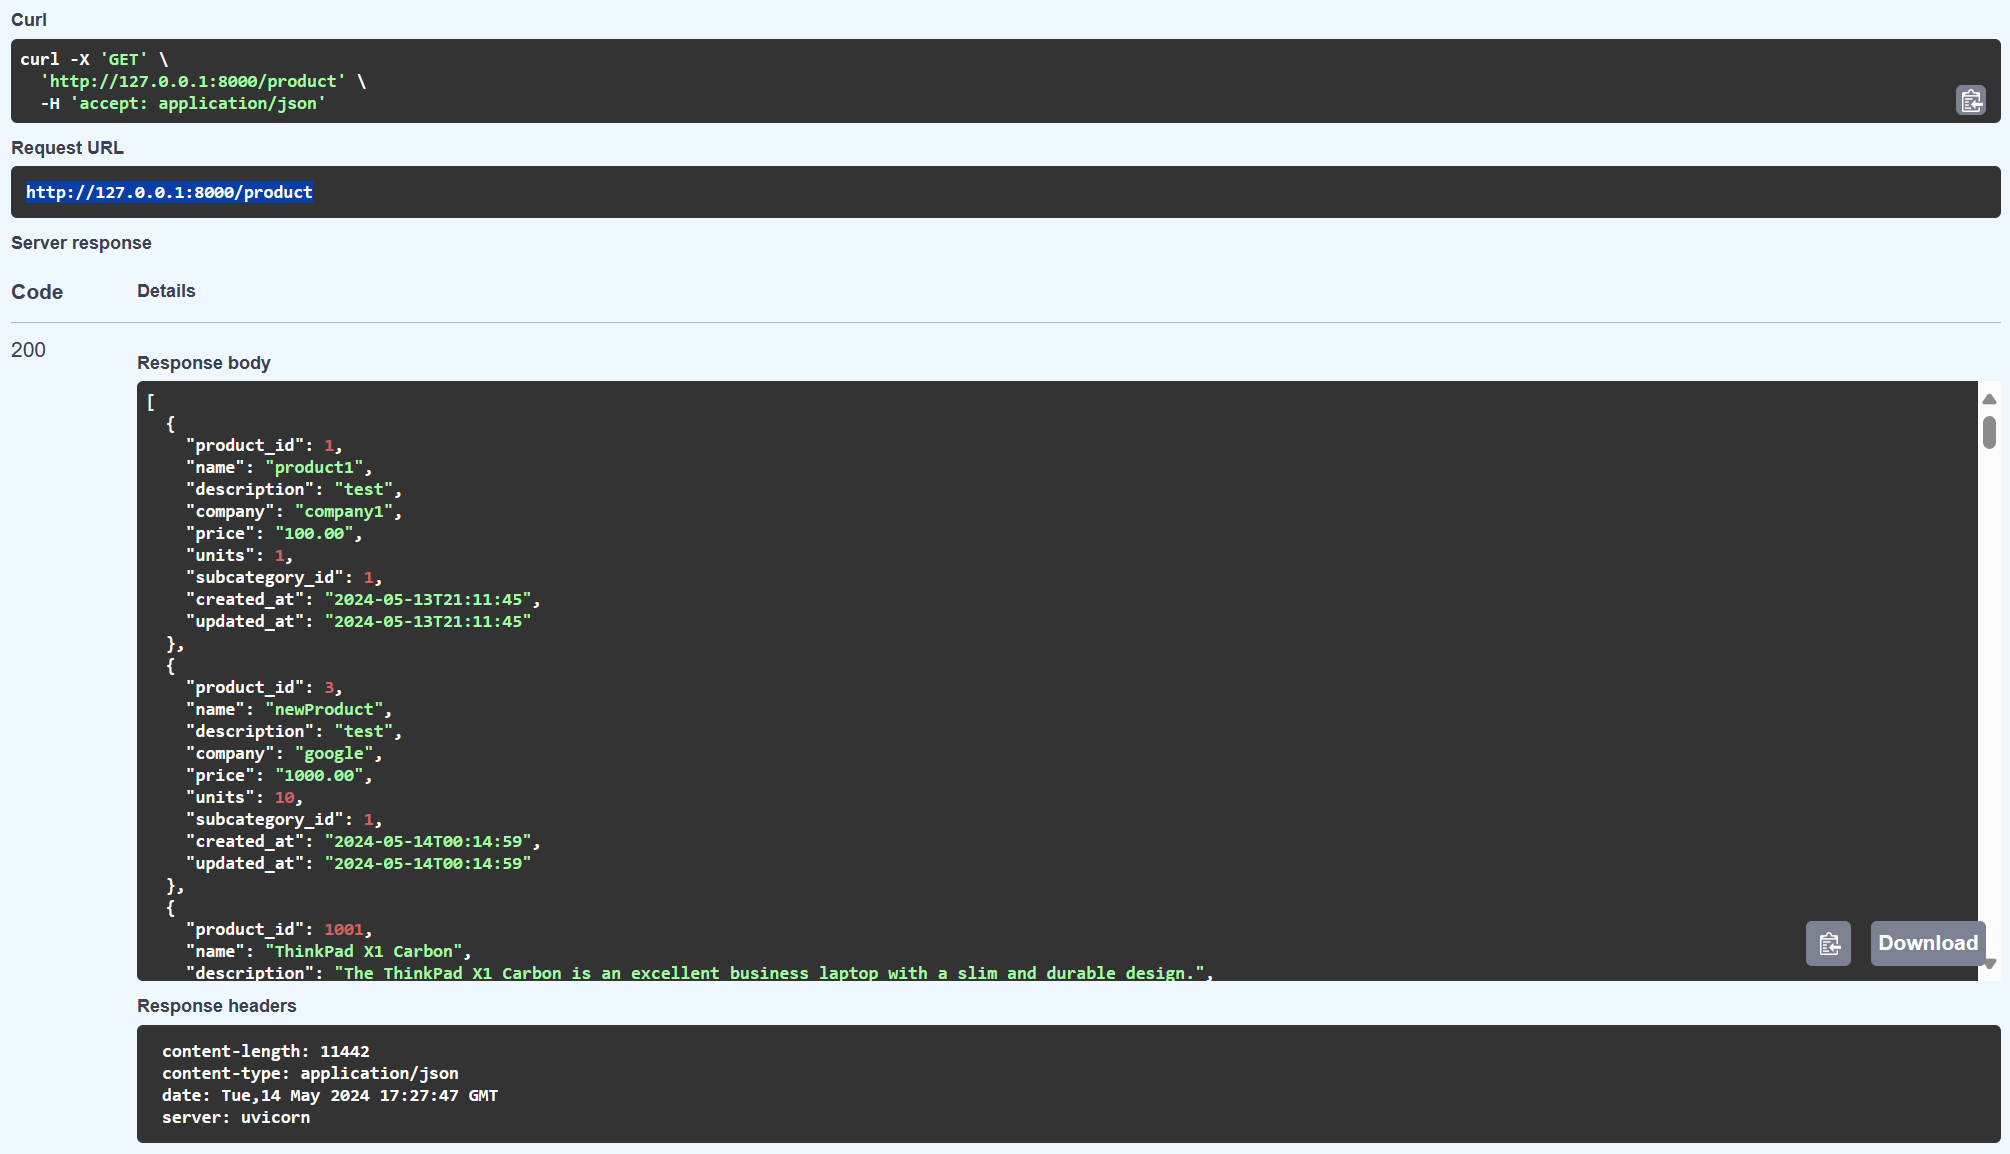 Curl
curl -X 'GET' \
  'http://127.0.0.1:8000/product' \
  -H 'accept: application/json'
Request URL
http://127.0.0.1:8000/product
Server response
Code Details
200
Response body
[
  {
    "product_id": 1,
    "name": "product1",
    "description": "test",
    "company": "company1",
    "price": "100.00",
    "units": 1,
    "subcategory_id": 1,
    "created_at": "2024-05-13T21:11:45",
    "updated_at": "2024-05-13T21:11:45"
  },
  {
    "product_id": 3,
    "name": "newProduct",
    "description": "test",
    "company": "google",
    "price": "1000.00",
    "units": 10,
    "subcategory_id": 1,
    "created_at": "2024-05-14T00:14:59",
    "updated_at": "2024-05-14T00:14:59"
  },
  {
    "product_id": 1001,
    "name": "ThinkPad X1 Carbon",
    "description": "The ThinkPad X1 Carbon is an excellent business laptop with a slim and durable design.",
Download
Response headers
content-length: 11442
content-type: application/json
date: Tue,14 May 2024 17:27:47 GMT
server: uvicorn